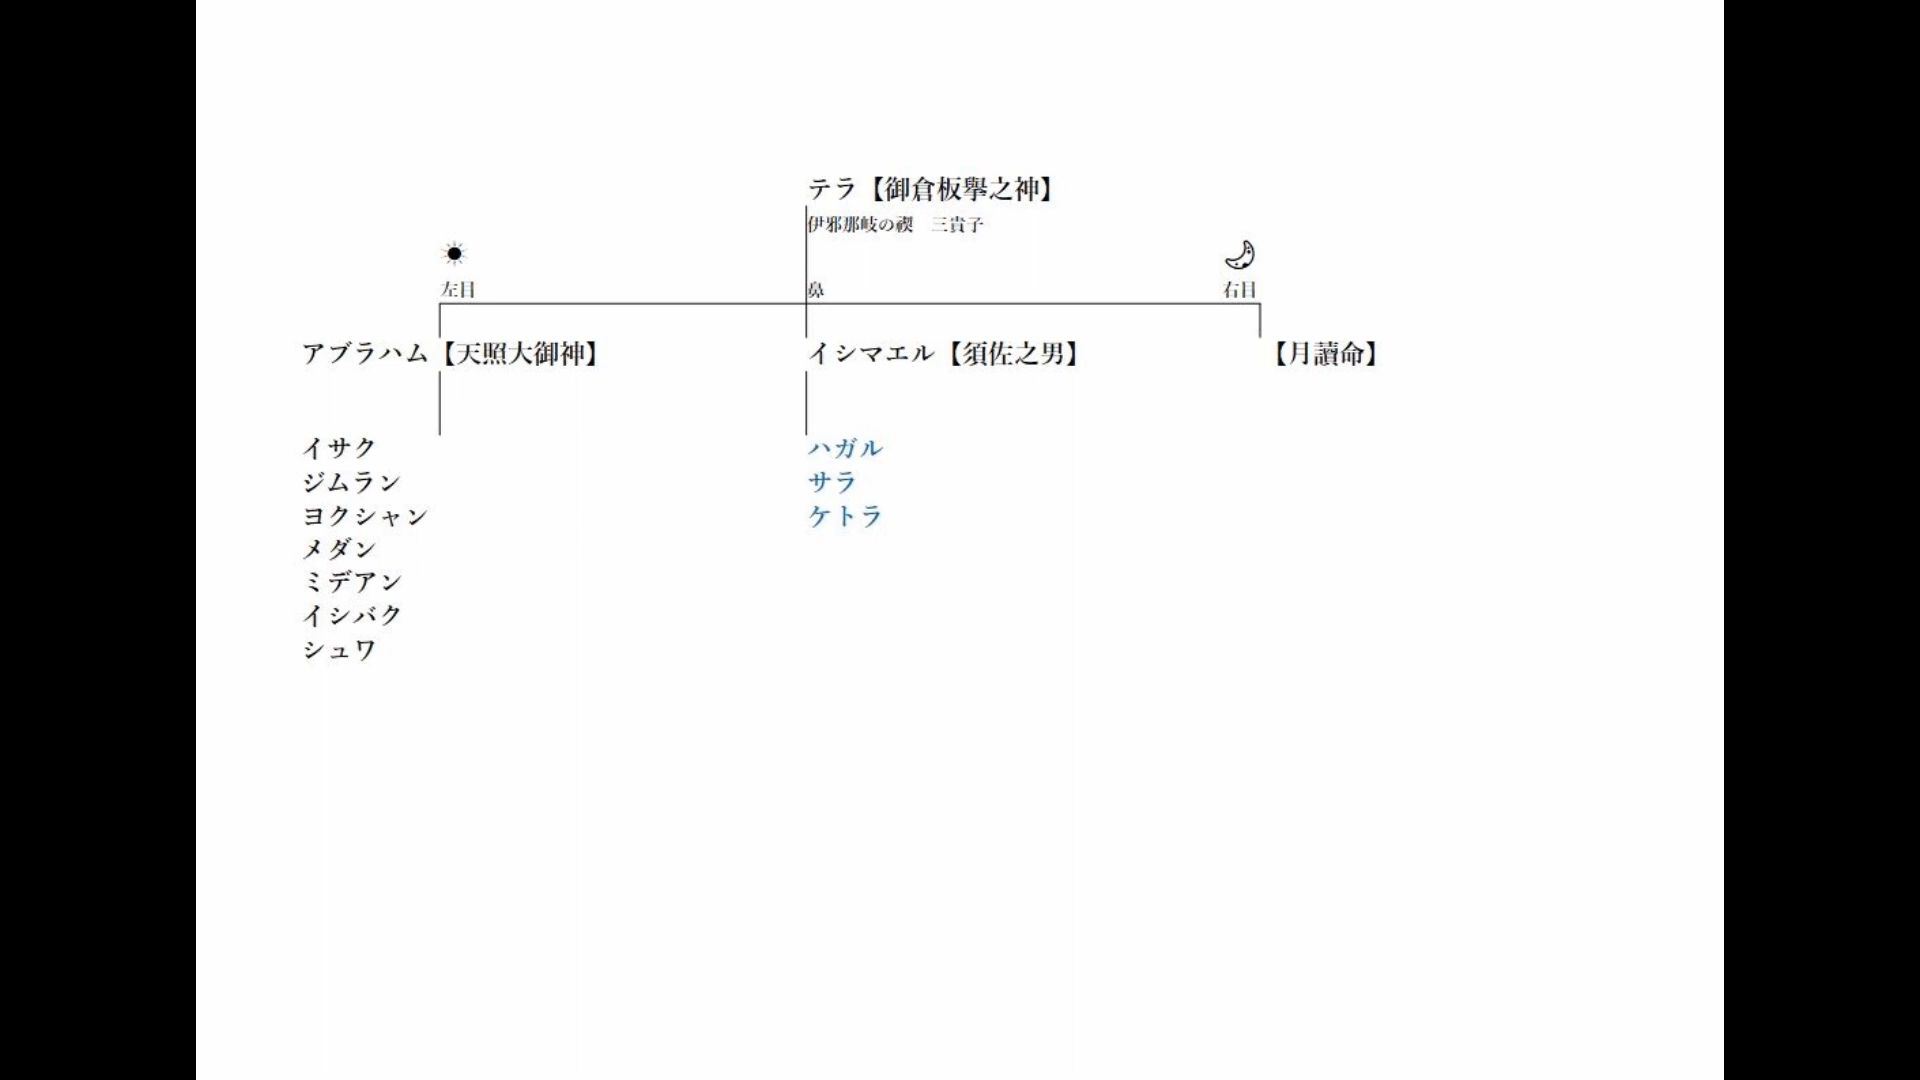 テラ【御倉板擧之神】
伊邪那岐の禊　三貴子
左目
鼻
右目
アブラハム【天照大御神】
イシマエル【須佐之男】
【月讀命】
イサク
ジムラン
ヨクシャン
メダン
ミデアン
イシバク
シュワ
ハガル
サラ
ケトラ